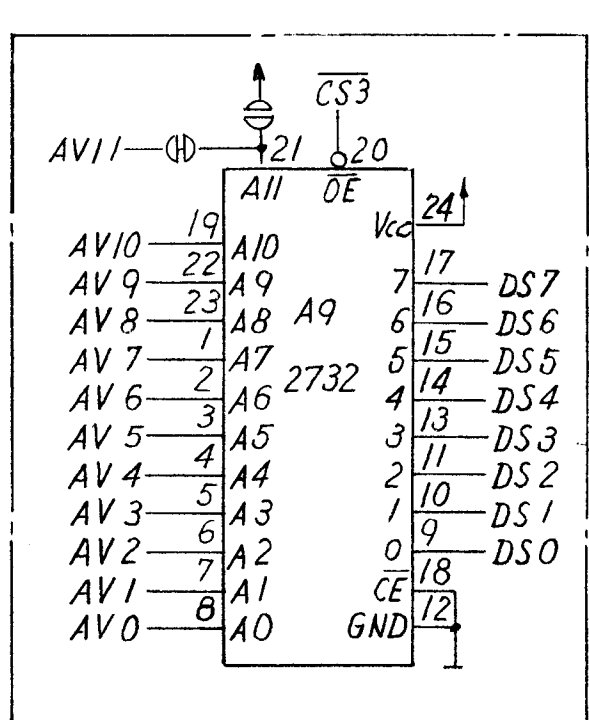 CS3
AV11 21 20
A11 OE
24
Vcc
AV10 19 A10
AV9 22 A9 7 17 DS7
AV8 23 A8 A9 6 16 DS6
AV7 1 A7 5 15 DS5
AV6 2 A6 2732 4 14 DS4
AV5 3 A5 3 13 DS3
AV4 4 A4 2 11 DS2
AV3 5 A3 1 10 DS1
AV2 6 A2 0 9 DS0
AV1 7 A1 CE 18
AV0 8 A0 GND 12